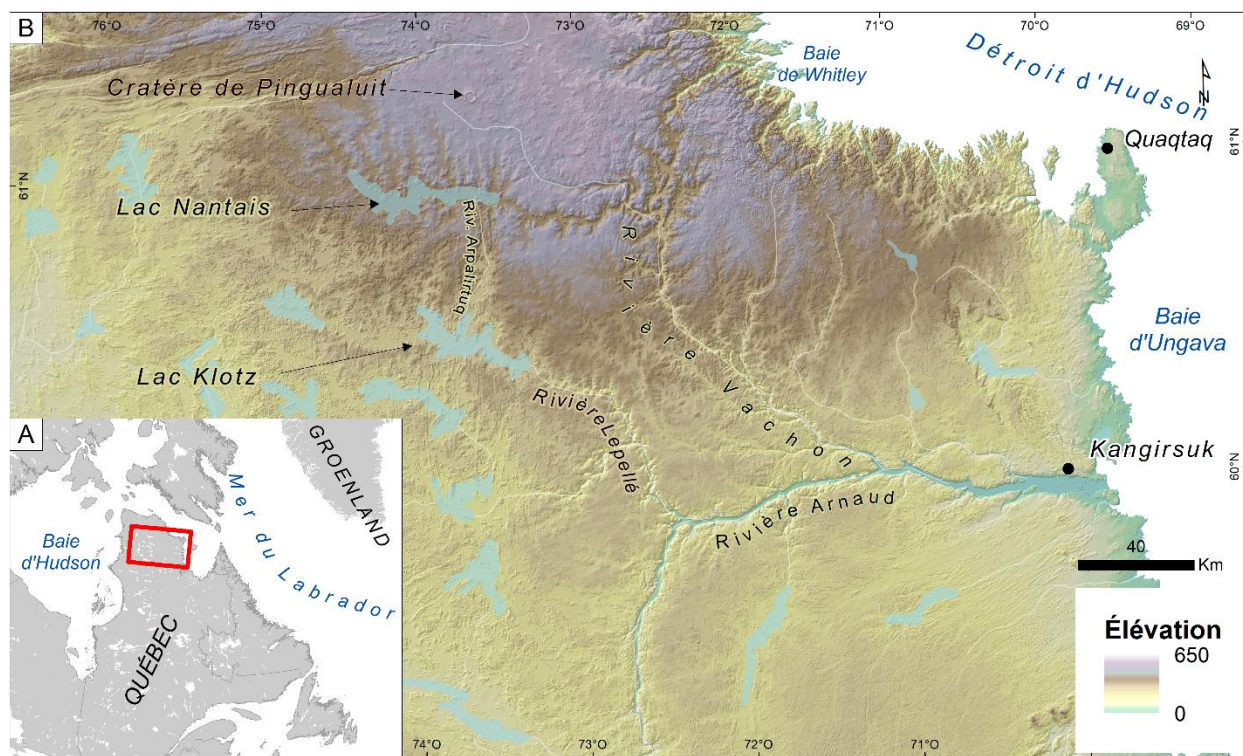 B
76°O
75°O
74°O
73°O
72°O
71°O
70°O
69°O
Détroit d'Hudson
Baie
de Whitley
Cratère de Pingualuit
N
Quaqtaq
61°N
61°N
Lac Nantais
Riv. Arpalirtuq
Rivière Vachon
Baie
d'Ungava
Lac Klotz
Rivière Lepellé
Kangirsuk
60°N
Rivière Arnaud
40
Km
A
GROENLAND
Baie
d'Hudson
Mer du Labrador
QUÉBEC
Élévation
650
0
74°O
73°O
72°O
71°O